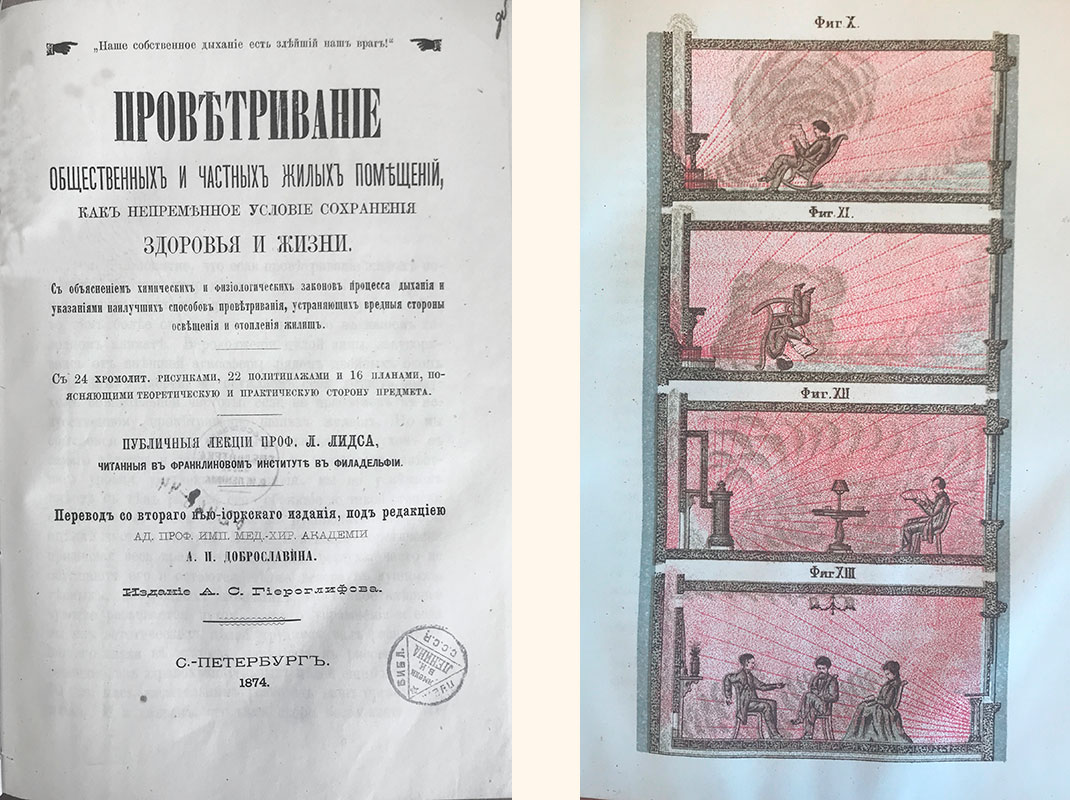 „Наше собственное дыханіе есть злѣйшій нашъ врагъ!“
ПРОВѢТРИВАНІЕ
ОБЩЕСТВЕННЫХЪ И ЧАСТНЫХЪ ЖИЛЫХЪ ПОМѢЩЕНІЙ,
КАКЪ НЕПРЕМѢННОЕ УСЛОВІЕ СОХРАНЕНІЯ
ЗДОРОВЬЯ И ЖИЗНИ.
Съ объясненіемъ химическихъ и физіологическихъ законовъ процесса дыханія и
указаніями наилучшихъ способовъ провѣтриванія, устраняющихъ вредныя стороны
освѣщенія и отопленія жилищъ.
Съ 24 хромолит. рисунками, 22 политипажами и 16 планами, по-
ясняющими теоретическую и практическую сторону предмета.
ПУБЛИЧНЫЯ ЛЕКЦІИ ПРОФ. Л. ЛИДСА,
ЧИТАННЫЯ ВЪ ФРАНКЛИНОВОМЪ ИНСТИТУТѢ ВЪ ФИЛАДЕЛЬФІИ.
Переводъ со втораго нью-іоркскаго изданія, подъ редакціею
АД. ПРОФ. ИМП. МЕД.-ХИР. АКАДЕМІИ
А. П. ДОБРОСЛАВИНА.
Изданіе А. С. Гіероглифова.
С.-ПЕТЕРБУРГЪ.
1874.
БИБЛ.
С.С.С.Р.
В. И.
ЛЕНИНА
Фиг X.
Фиг. XI.
Фиг. XII
Фиг XIII